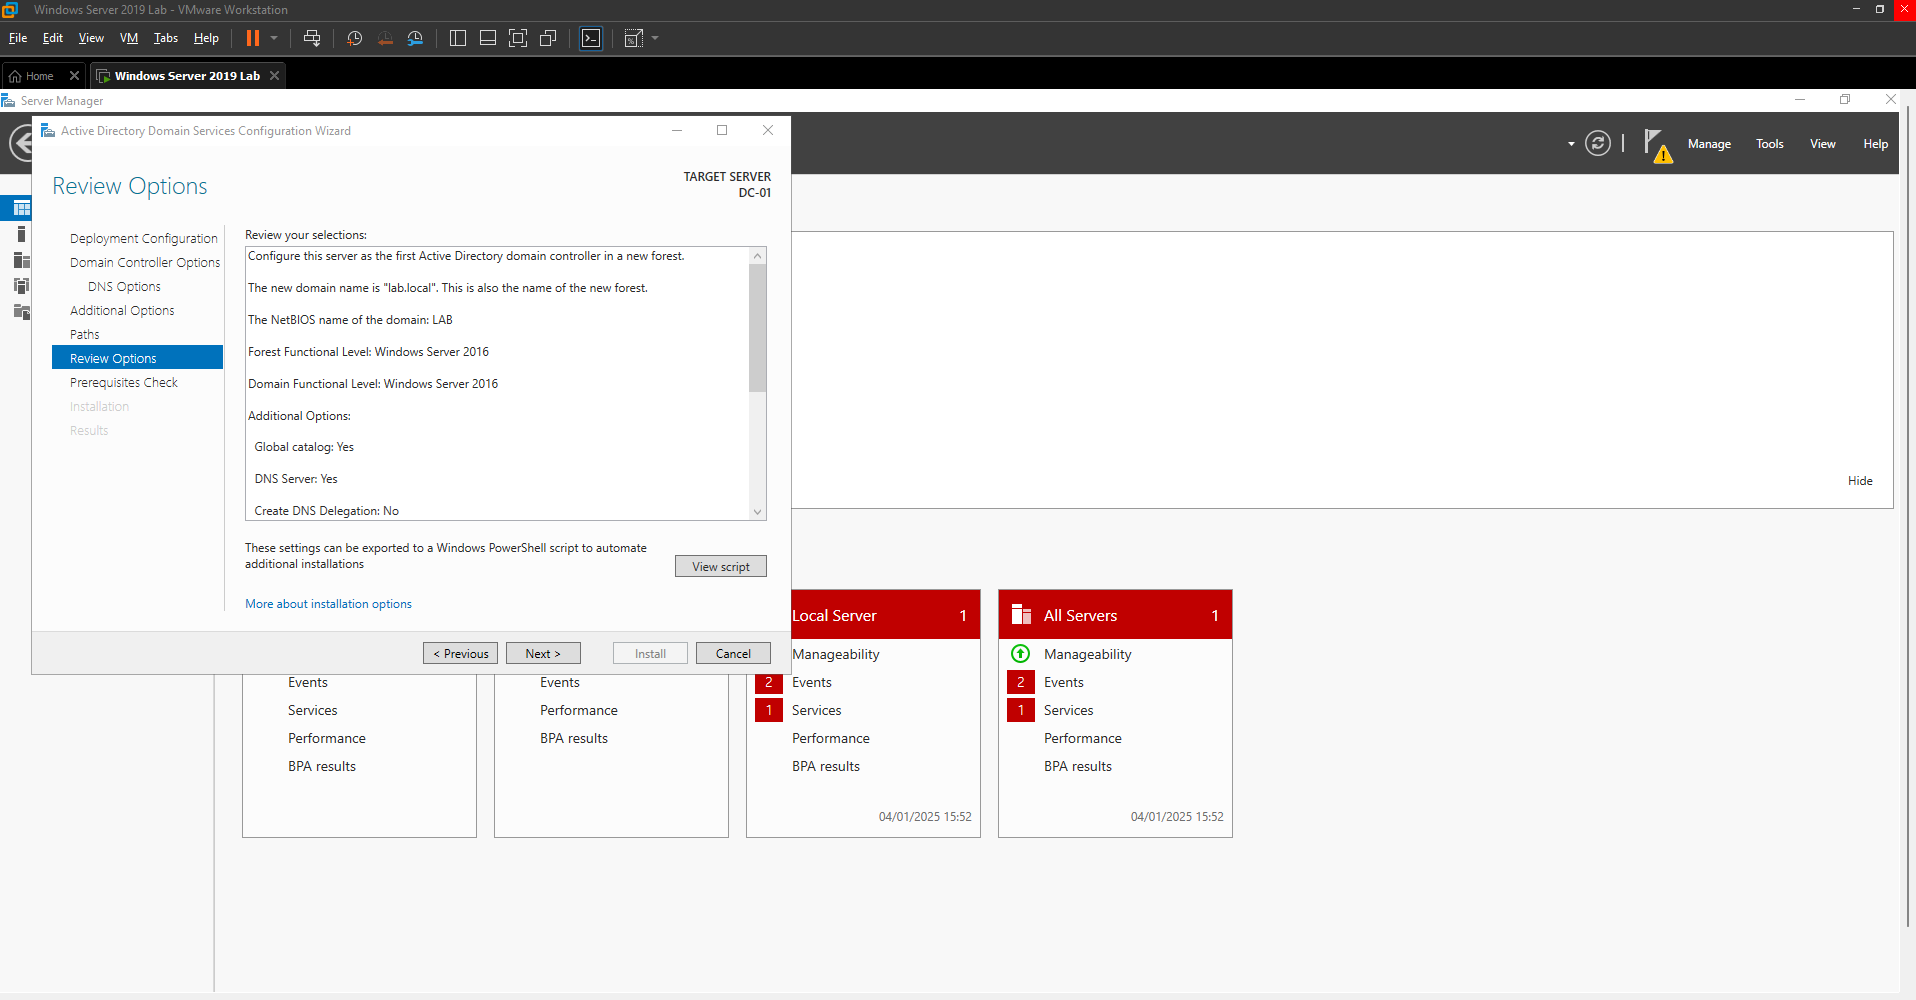 Windows Server 2019 Lab - VMware Workstation
File Edit View VM Tabs Help
Home
Windows Server 2019 Lab
Server Manager
Manage Tools View Help
Active Directory Domain Services Configuration Wizard
Review Options
TARGET SERVER
DC-01
Deployment Configuration
Domain Controller Options
DNS Options
Additional Options
Paths
Review Options
Prerequisites Check
Installation
Results
Review your selections:
Configure this server as the first Active Directory domain controller in a new forest.
The new domain name is "lab.local". This is also the name of the new forest.
The NetBIOS name of the domain: LAB
Forest Functional Level: Windows Server 2016
Domain Functional Level: Windows Server 2016
Additional Options:
Global catalog: Yes
DNS Server: Yes
Create DNS Delegation: No
These settings can be exported to a Windows PowerShell script to automate
additional installations
View script
More about installation options
< Previous
Next >
Install
Cancel
Hide
Events
Services
Performance
BPA results
Events
Performance
BPA results
Local Server 1
Manageability
2 Events
1 Services
Performance
BPA results
04/01/2025 15:52
All Servers 1
Manageability
2 Events
1 Services
Performance
BPA results
04/01/2025 15:52